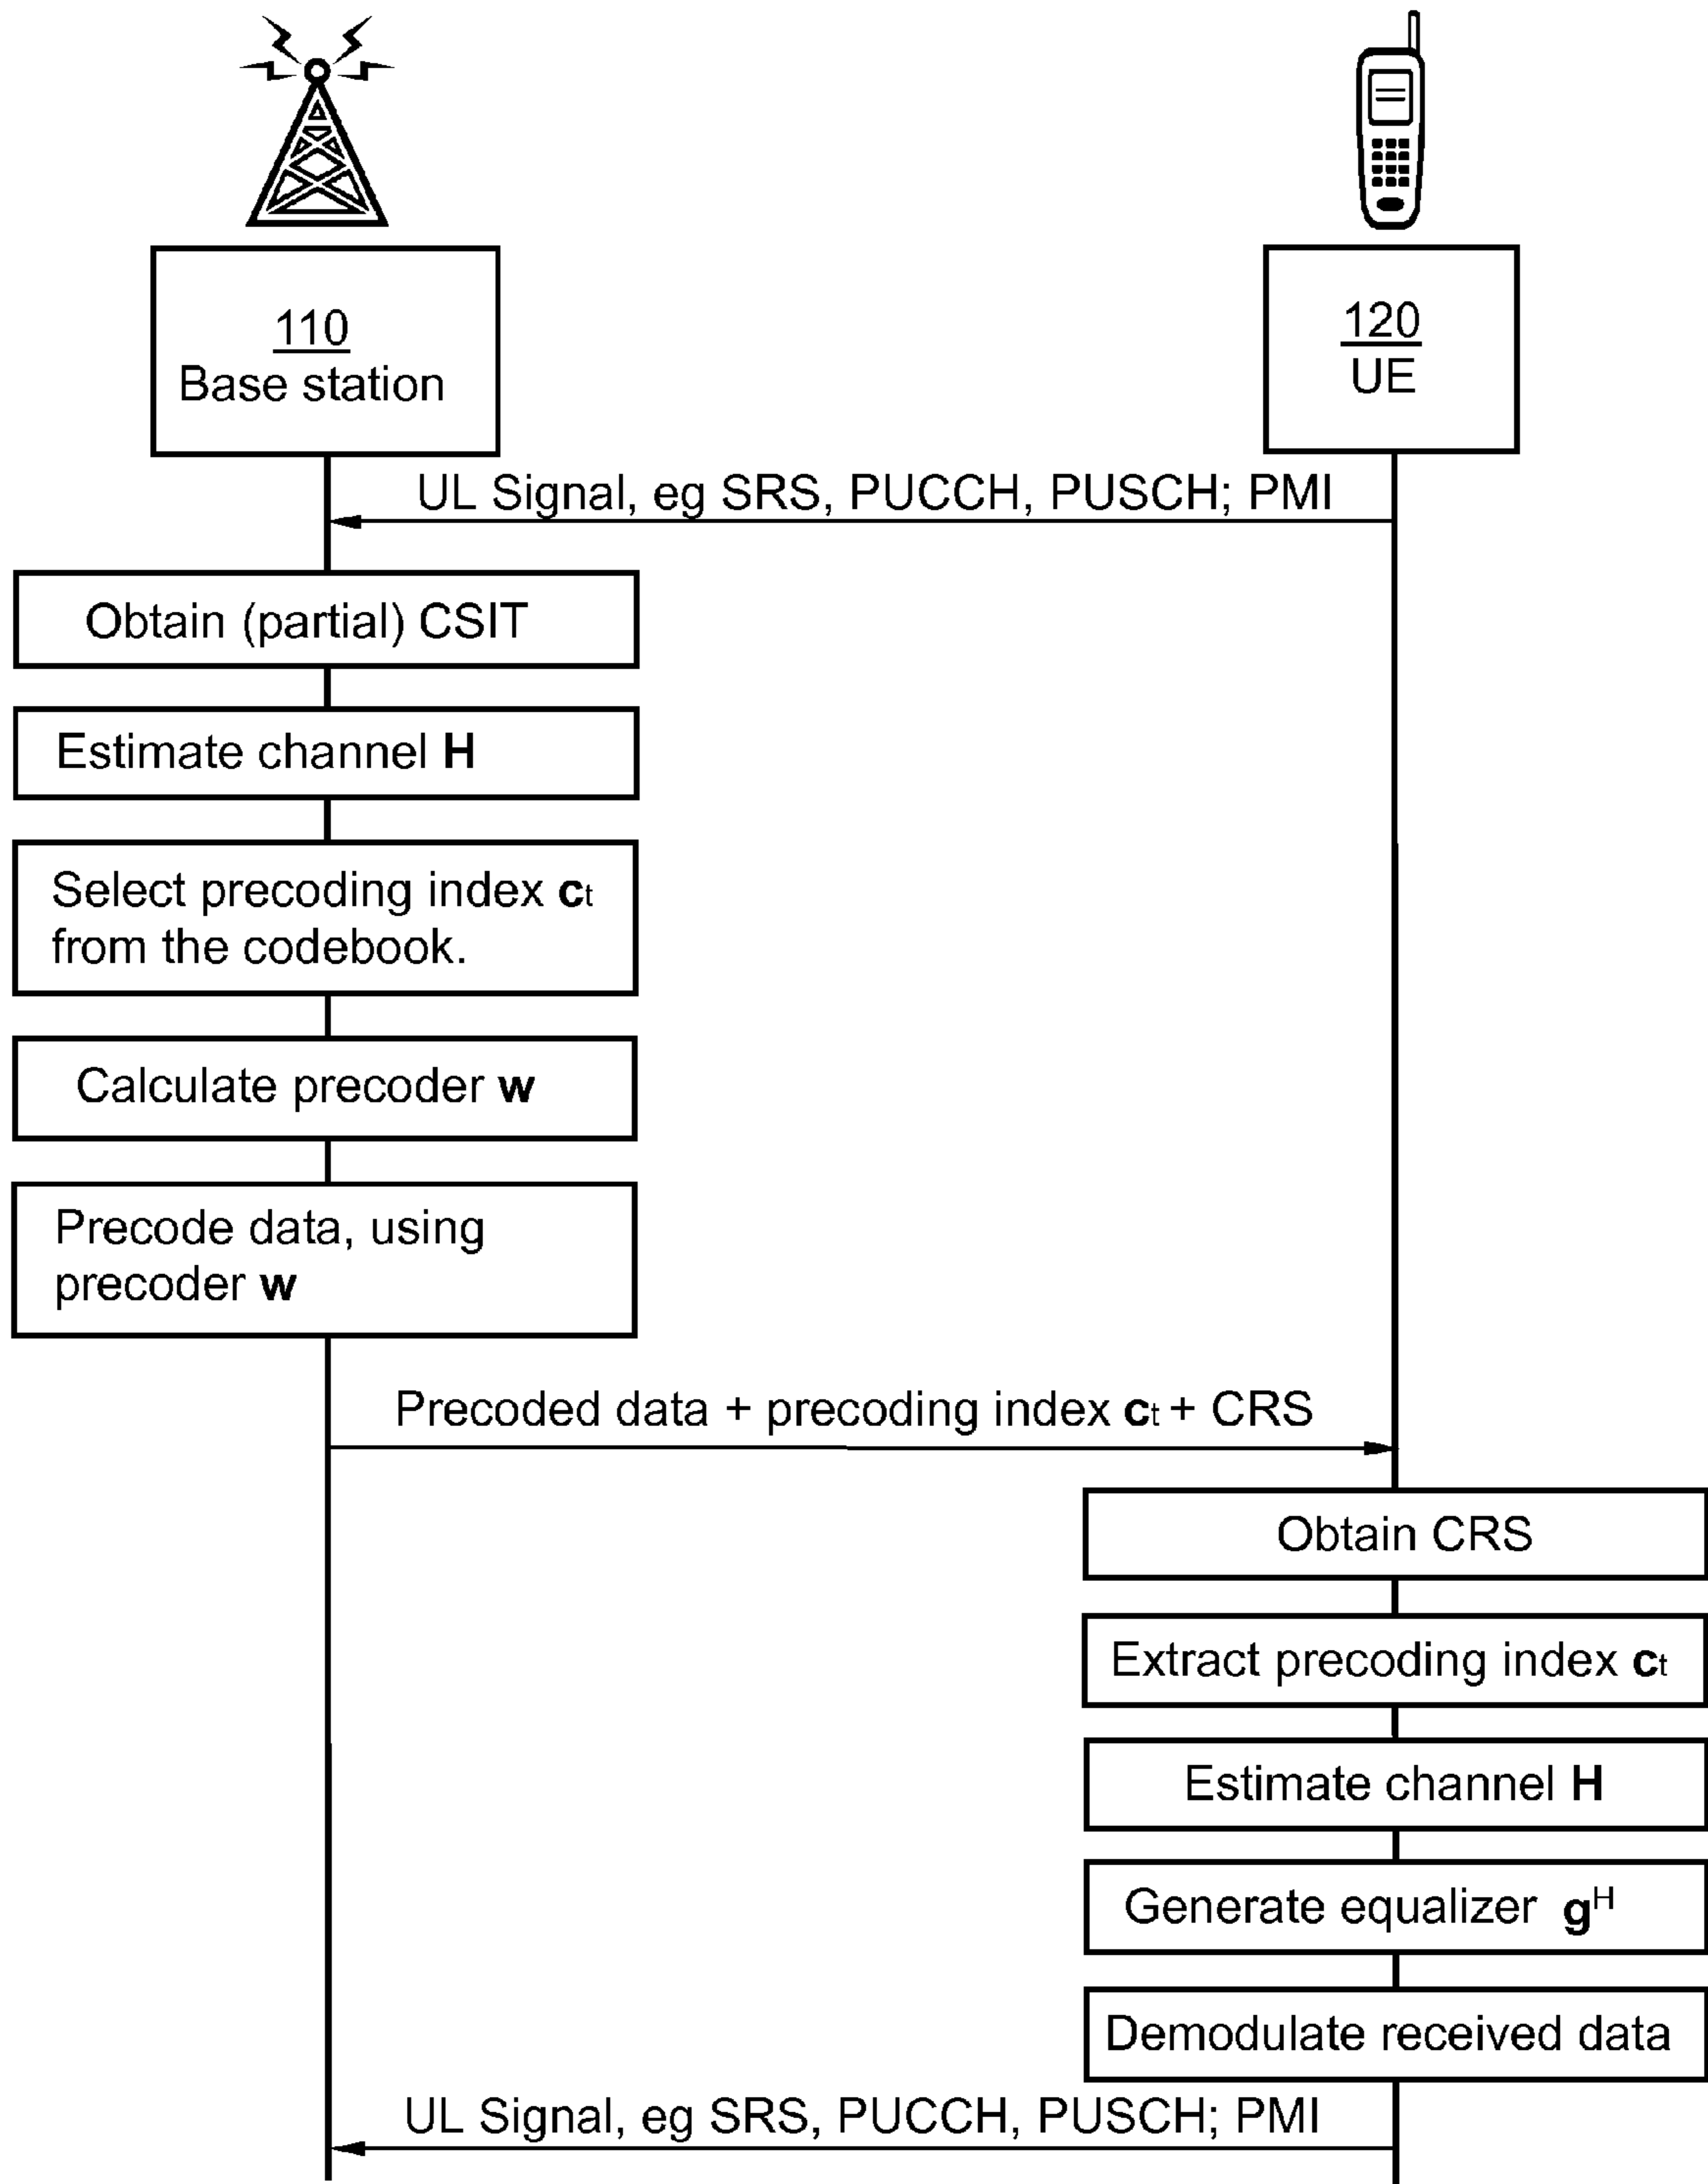 110
Base station
120
UE
UL Signal, eg SRS, PUCCH, PUSCH; PMI
Obtain (partial) CSIT
Estimate channel H
Select precoding index ct
from the codebook.
Calculate precoder w
Precode data, using
precoder w
Precoded data + precoding index ct + CRS
Obtain CRS
Extract precoding index ct
Estimate channel H
Generate equalizer gH
Demodulate received data
UL Signal, eg SRS, PUCCH, PUSCH; PMI